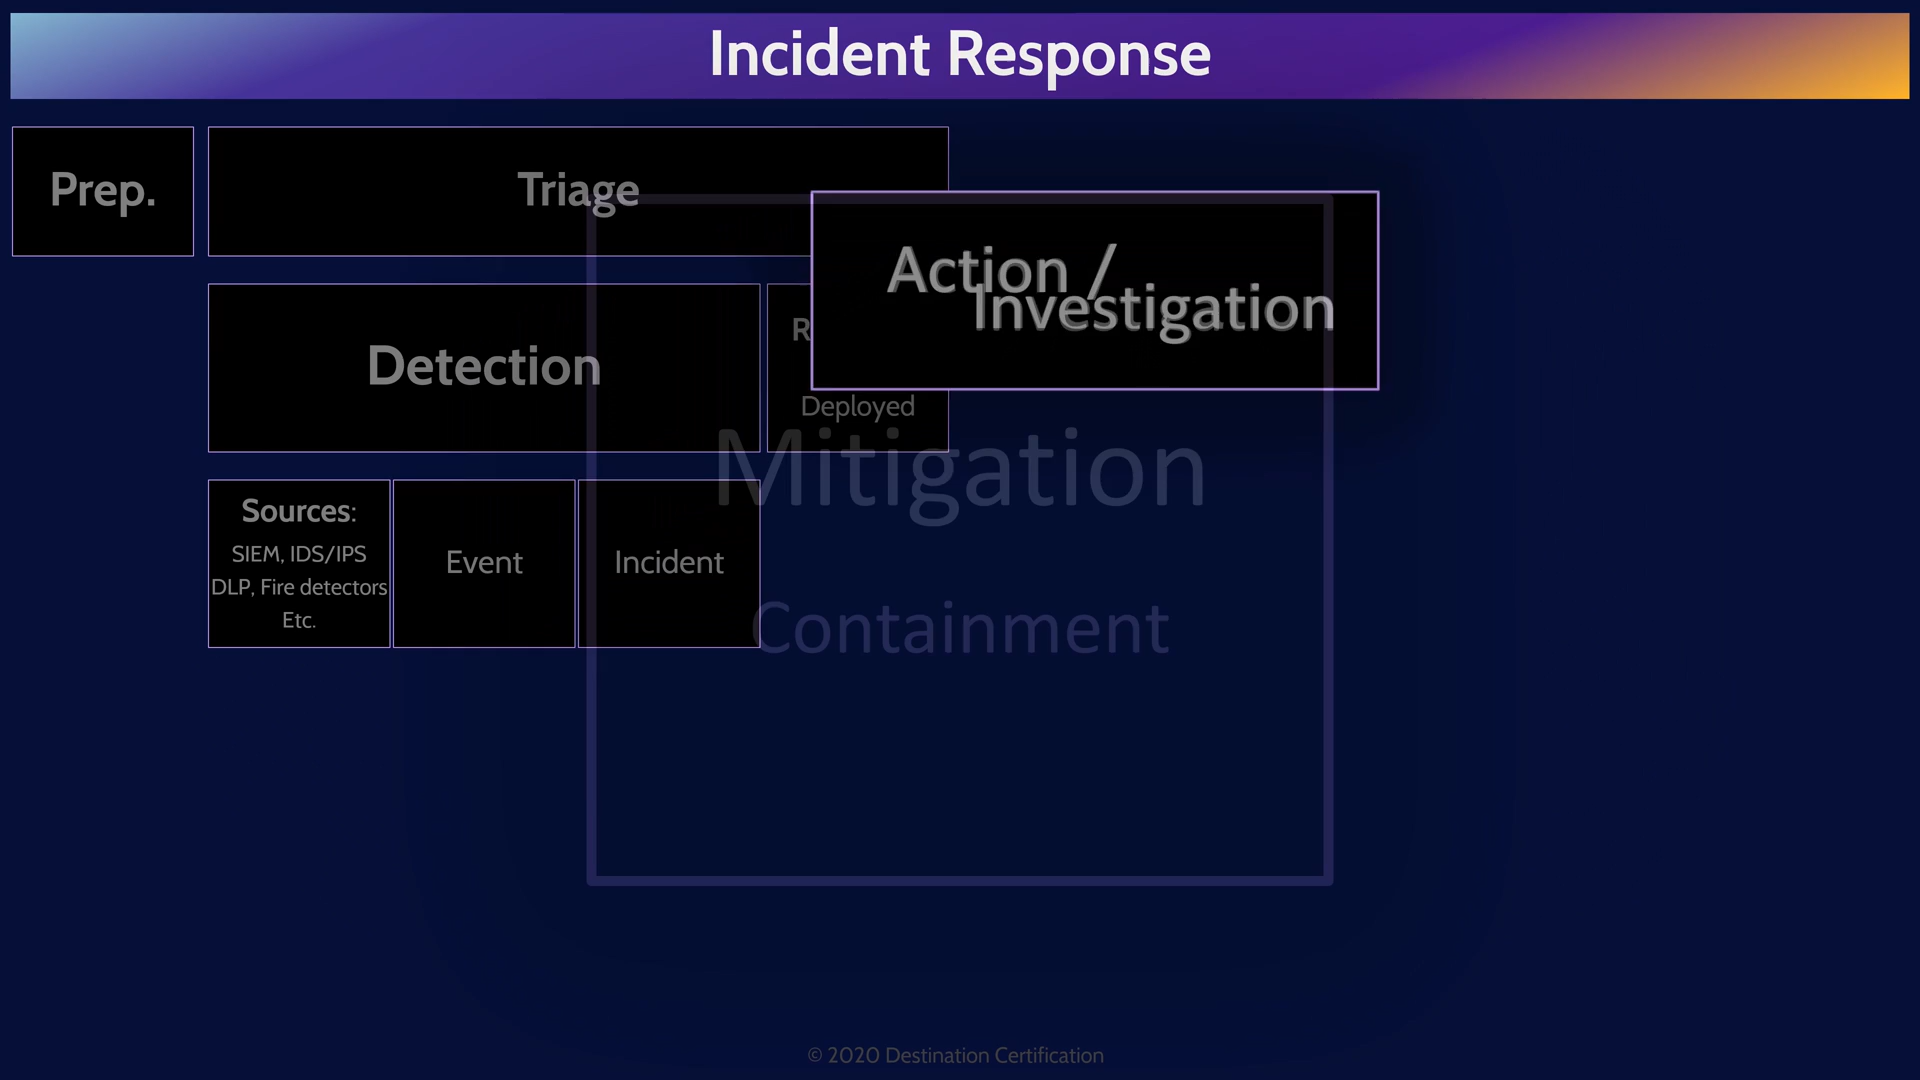 Incident Response
Prep.
Triage
Action /
Investigation
Detection
Deployed
Mitigation
Sources:
SIEM, IDS/IPS
DLP, Fire detectors
Etc.
Event
Incident
Containment
© 2020 Destination Certification